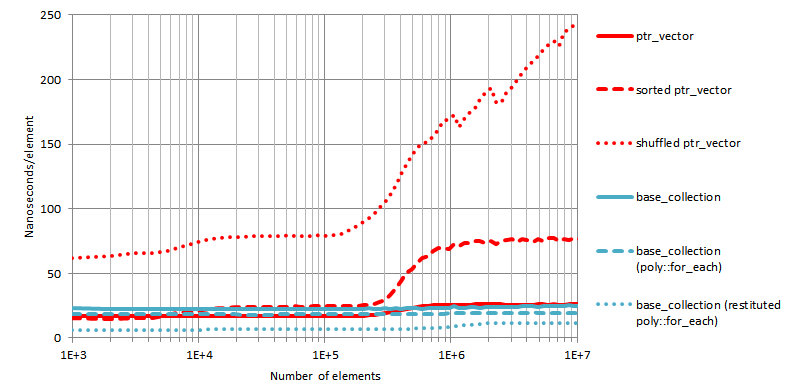 250
200
150
100
50
0
Nanoseconds/element
1E+3
1E+4
1E+5
1E+6
1E+7
Number of elements
ptr_vector
sorted ptr_vector
shuffled ptr_vector
base_collection
base_collection
(poly::for_each)
base_collection (restituted
poly::for_each)